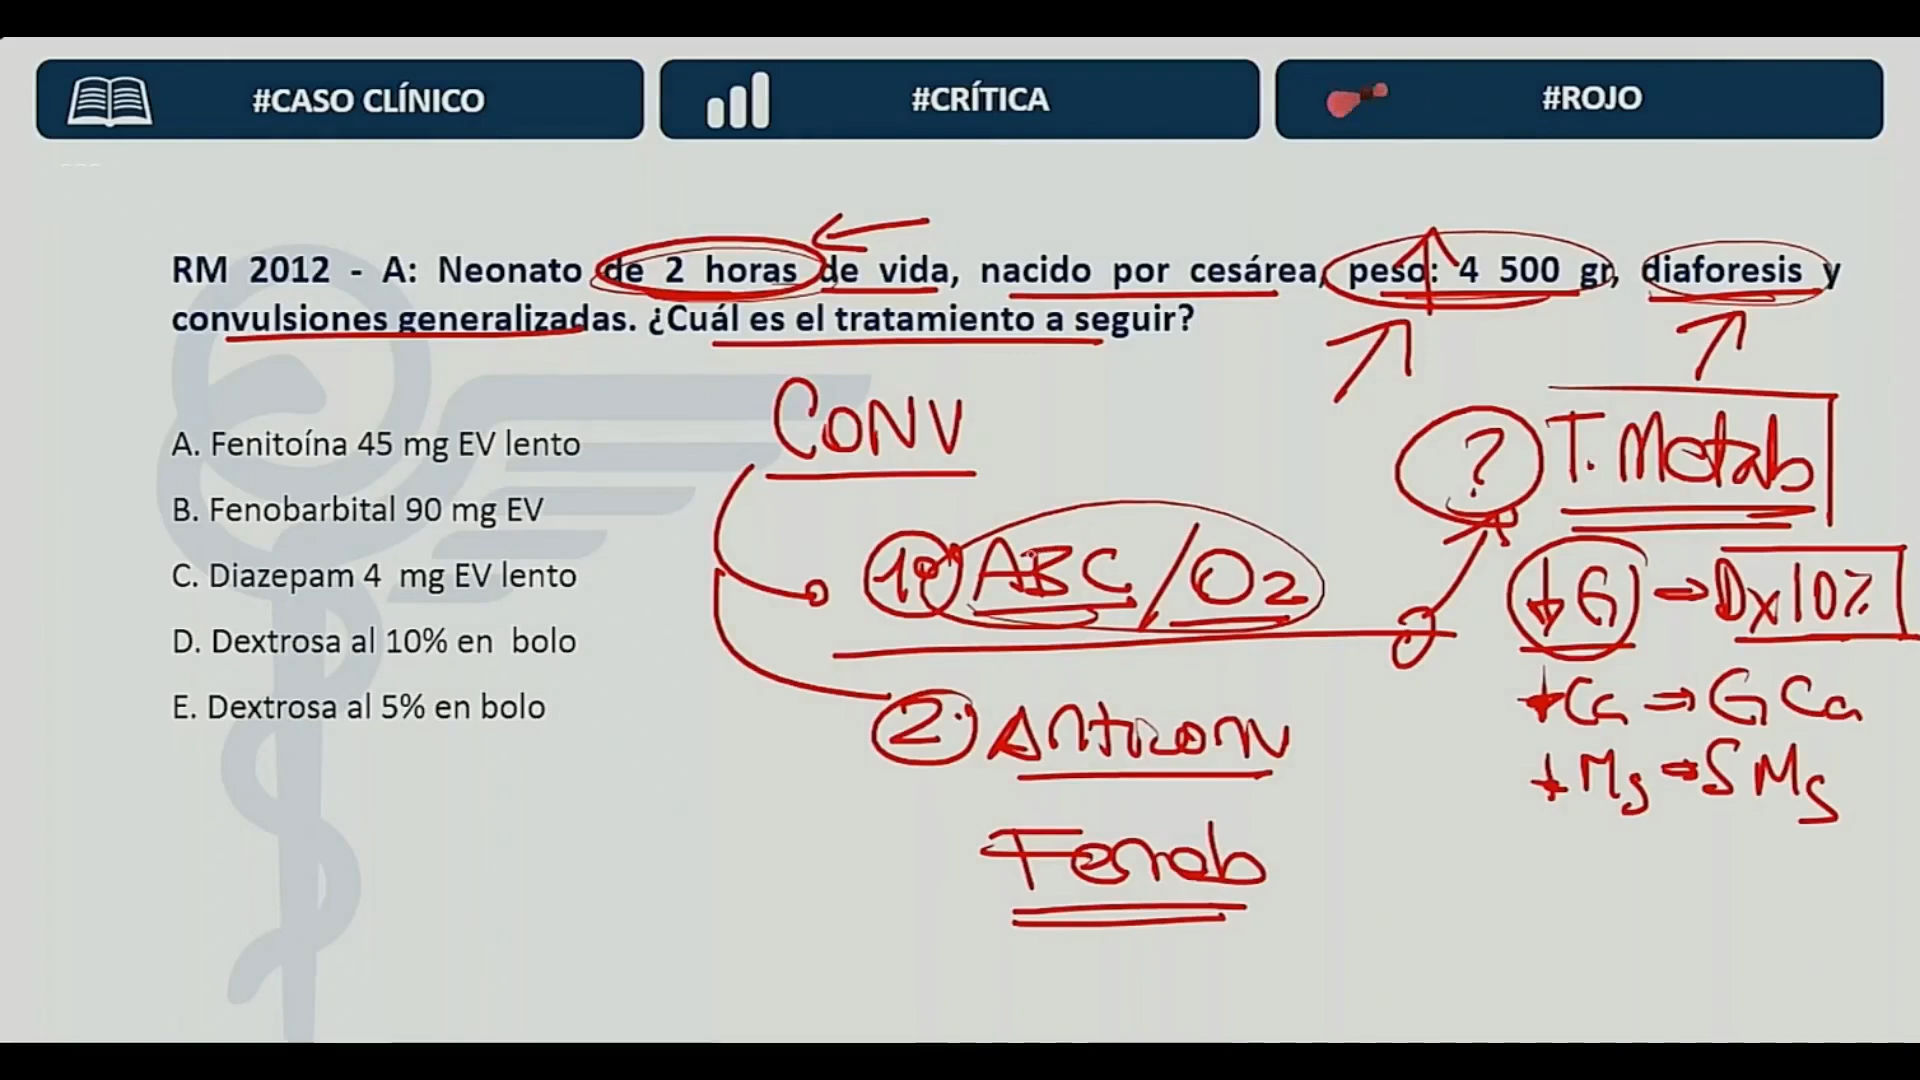 #CASO CLÍNICO
#CRÍTICA
#ROJO
RM 2012 - A: Neonato de 2 horas de vida, nacido por cesárea, peso: 4 500 gr, diaforesis y
convulsiones generalizadas. ¿Cuál es el tratamiento a seguir?
A. Fenitoína 45 mg EV lento
B. Fenobarbital 90 mg EV
C. Diazepam 4 mg EV lento
D. Dextrosa al 10% en bolo
E. Dextrosa al 5% en bolo
CONV
1º ABC / O2
2. Anticonv
Fenob
? T. Metab
↓G ⇒ Dx10%
↓Ca ⇒ GCa
↓Mg ⇒ SMg